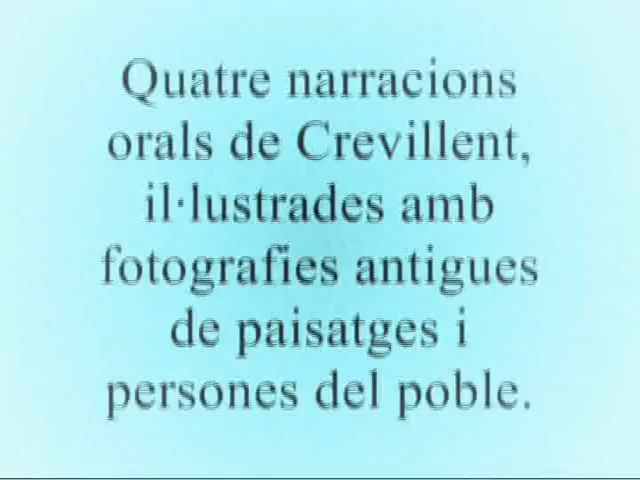 Quatre narracions
orals de Crevillent,
il·lustrades amb
fotografies antigues
de paisatges i
persones del poble.